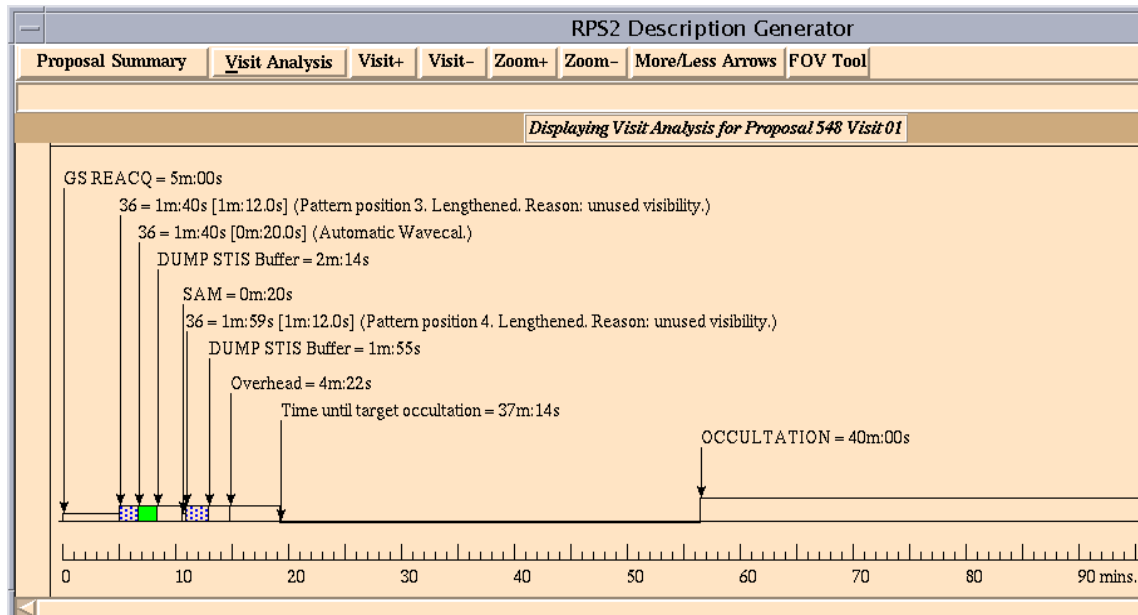 RPS2 Description Generator
Proposal Summary Visit Analysis Visit+ Visit− Zoom+ Zoom− More/Less Arrows FOV Tool
Displaying Visit Analysis for Proposal 548 Visit 01
GS REACQ = 5m:00s
36 = 1m:40s [1m:12.0s] (Pattern position 3. Lengthened. Reason: unused visibility.)
36 = 1m:40s [0m:20.0s] (Automatic Wavecal.)
DUMP STIS Buffer = 2m:14s
SAM = 0m:20s
36 = 1m:59s [1m:12.0s] (Pattern position 4. Lengthened. Reason: unused visibility.)
DUMP STIS Buffer = 1m:55s
Overhead = 4m:22s
Time until target occultation = 37m:14s
OCCULTATION = 40m:00s
0 10 20 30 40 50 60 70 80 90 mins.